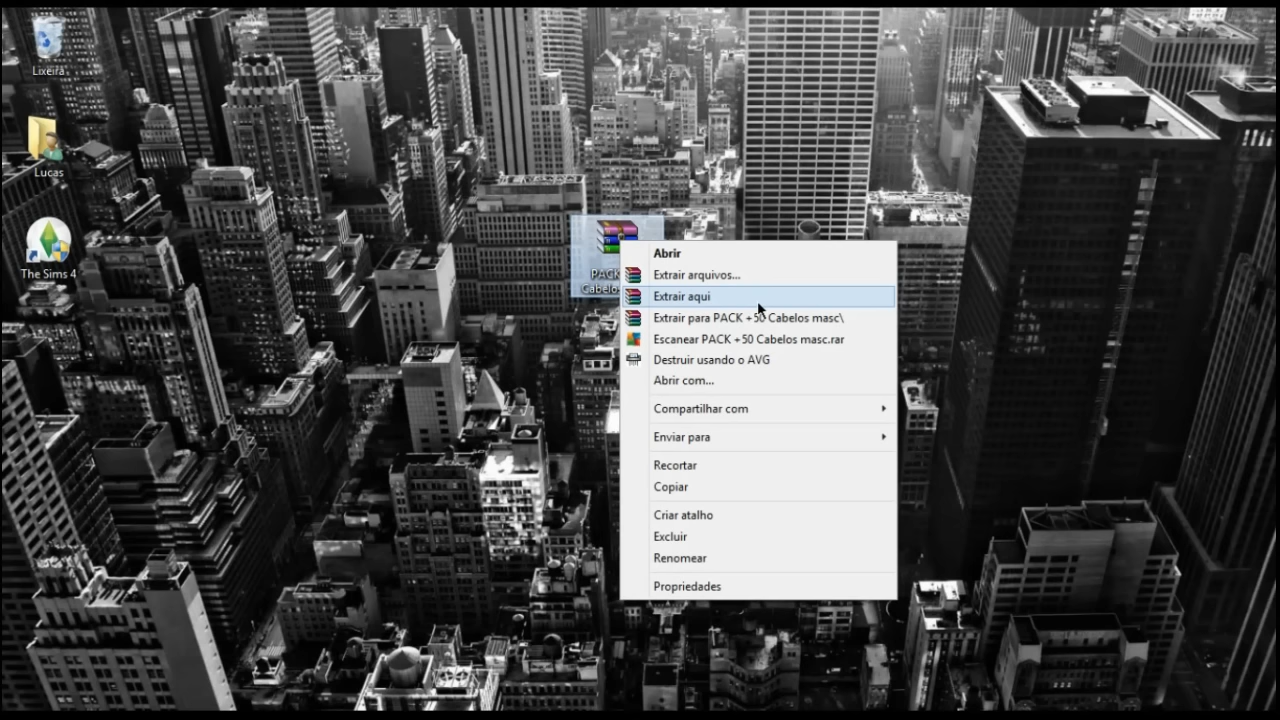 Lixeira
Lucas
The Sims 4
PACK
Cabelo
Abrir
Extrair arquivos...
Extrair aqui
Extrair para PACK +50 Cabelos masc\
Escanear PACK +50 Cabelos masc.rar
Destruir usando o AVG
Abrir com...
Compartilhar com
Enviar para
Recortar
Copiar
Criar atalho
Excluir
Renomear
Propriedades